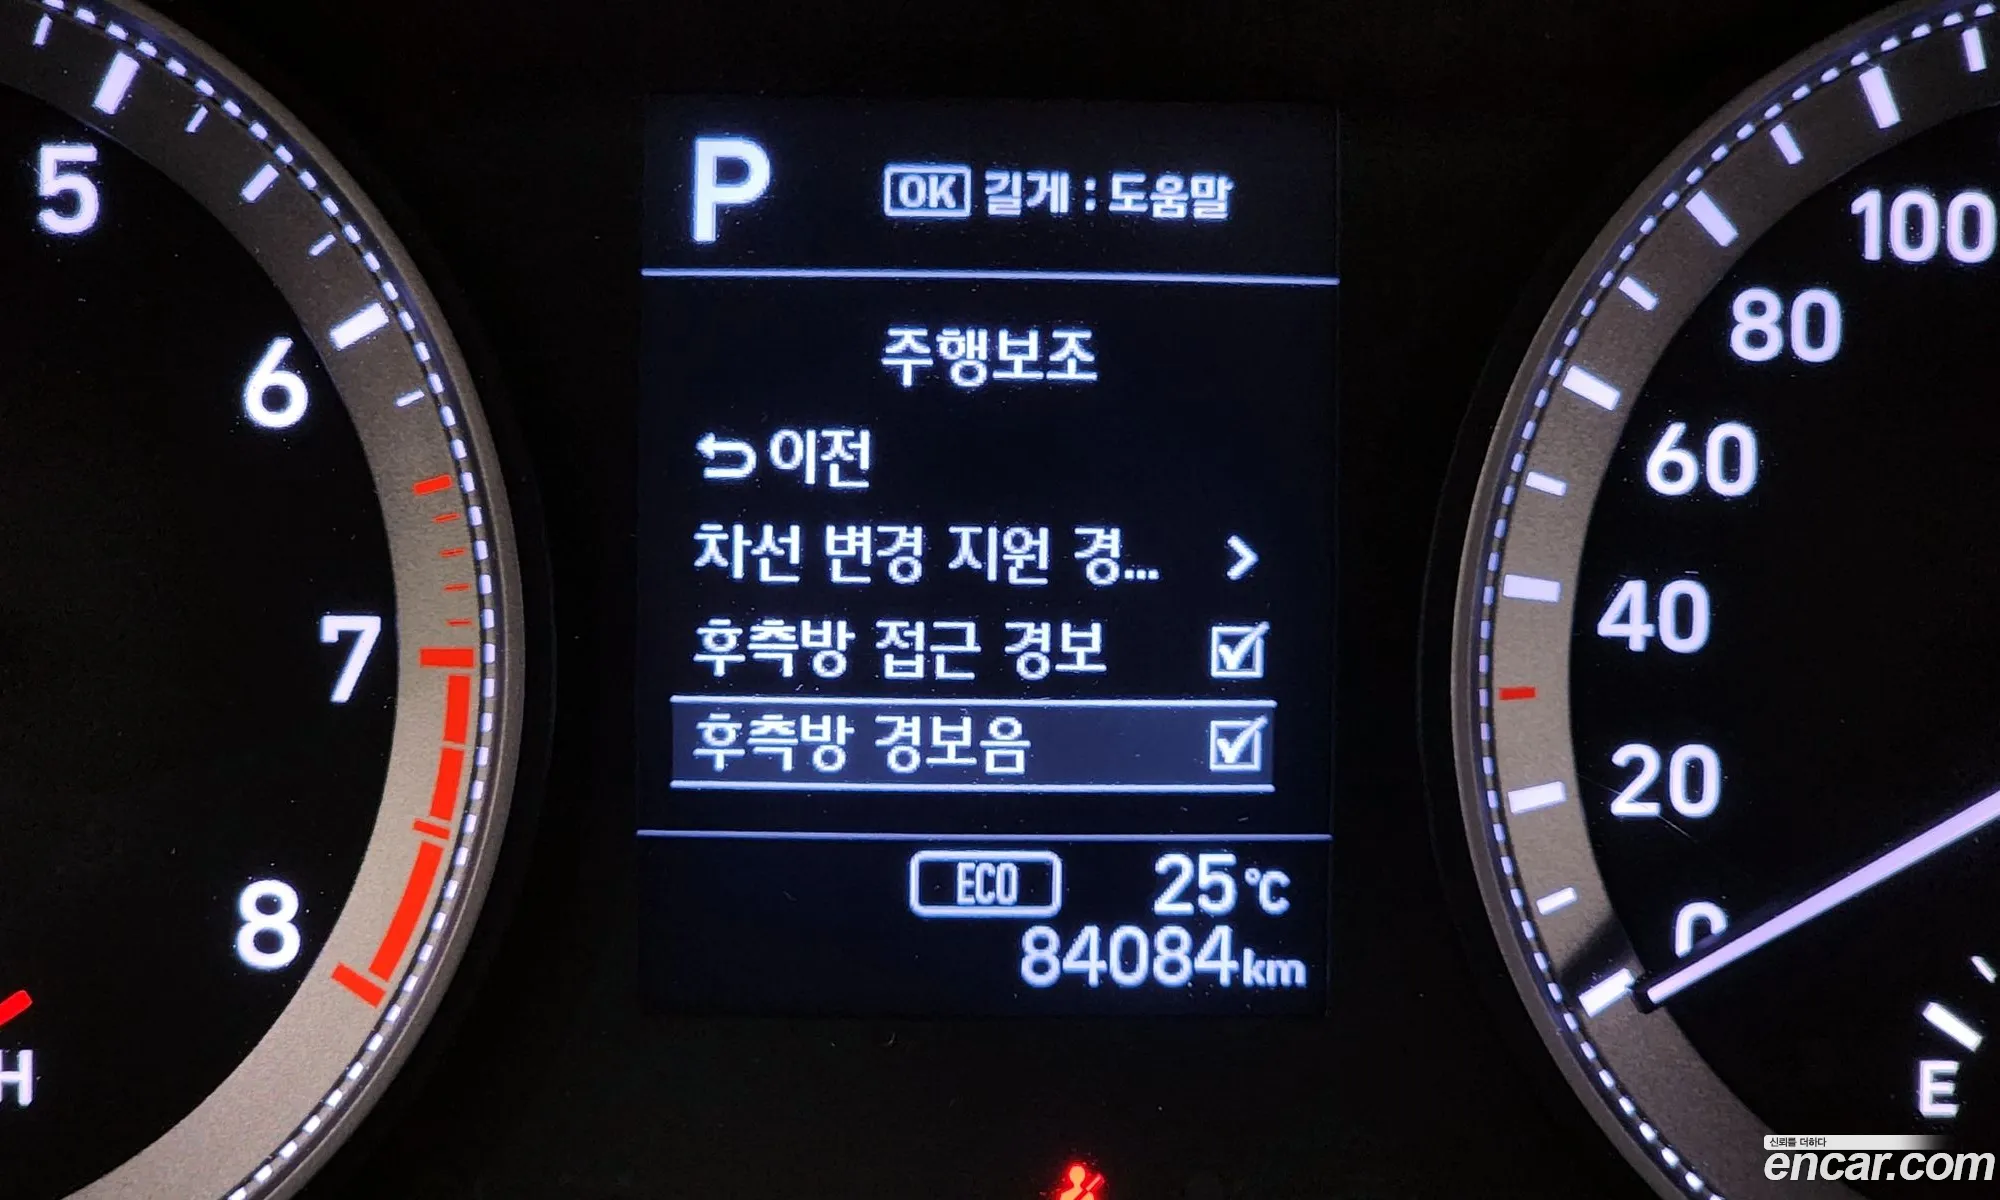 P
OK 길게 : 도움말
주행보조
이전
차선 변경 지원 경...
후측방 접근 경보
후측방 경보음
ECO 25℃
84084km
5
6
7
8
H
100
80
60
40
20
0
E
신뢰를 더하다
encar.com